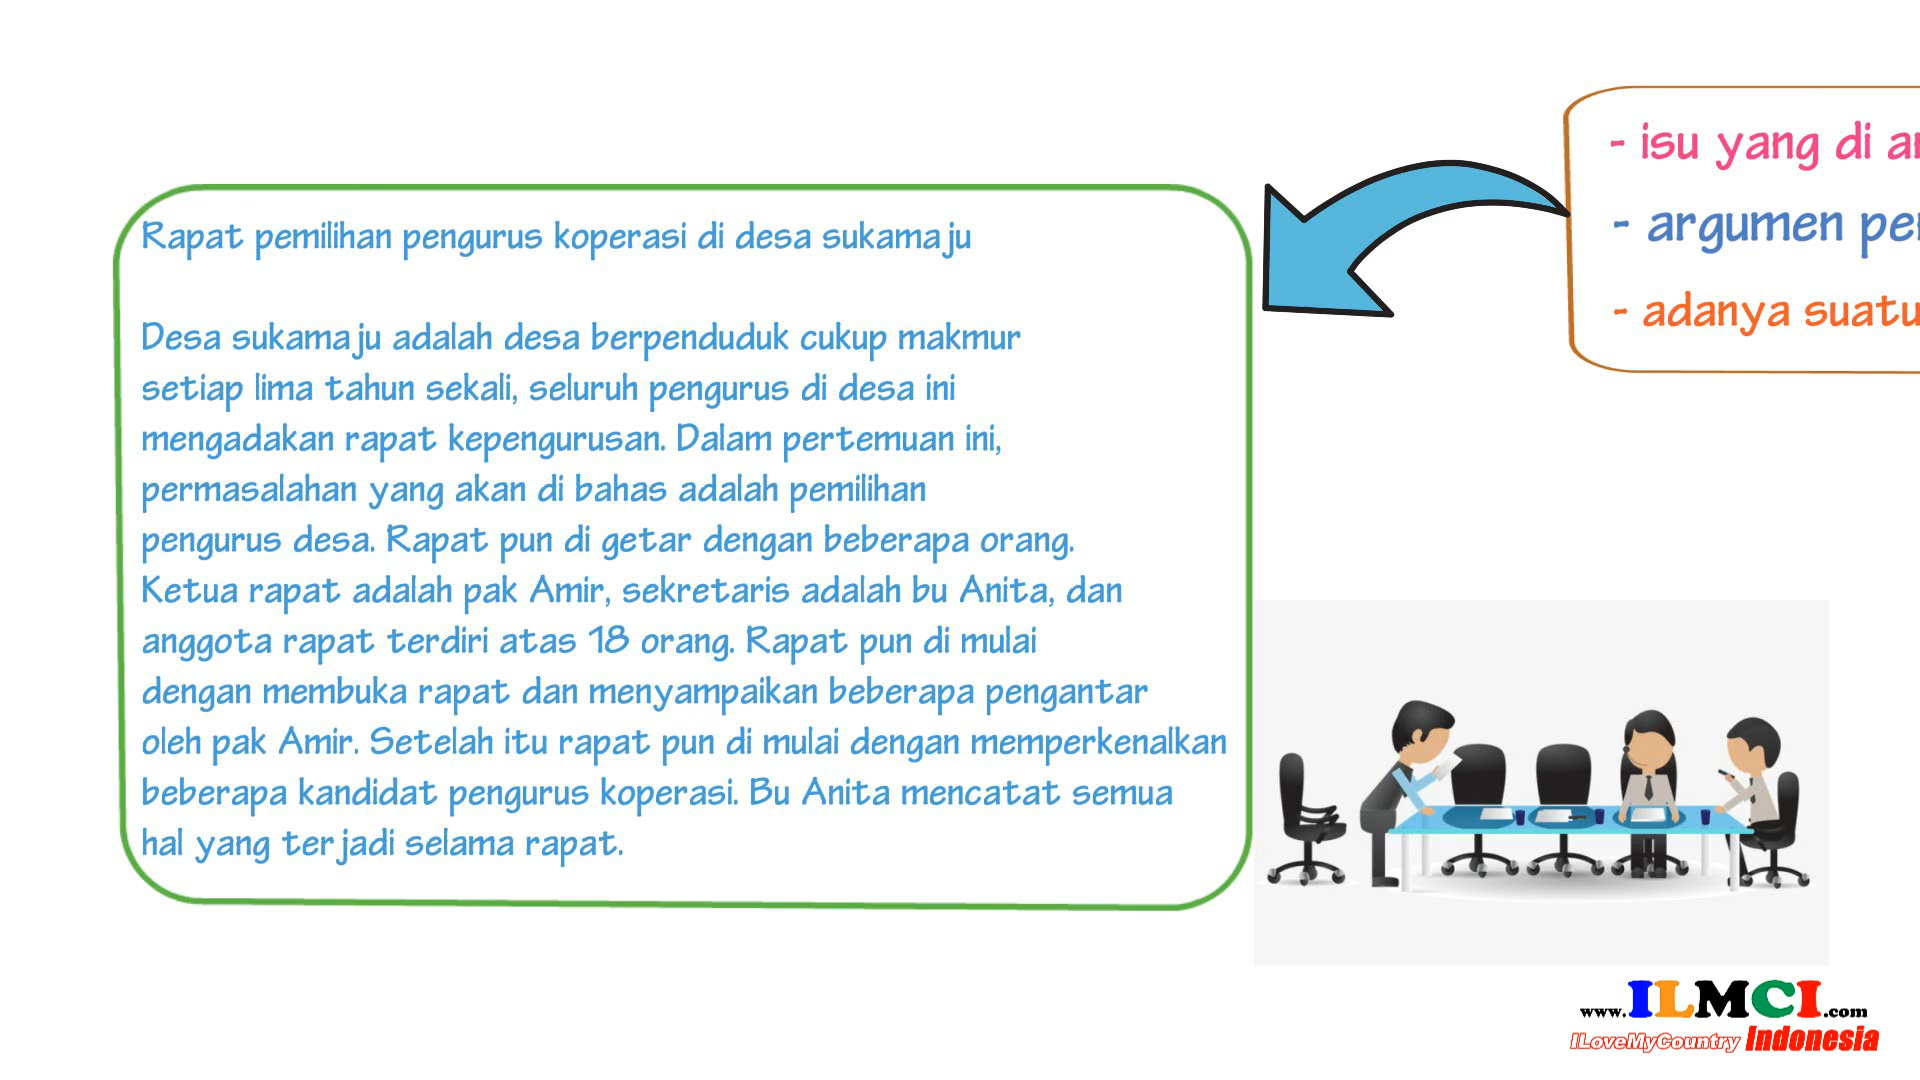 Rapat pemilihan pengurus koperasi di desa sukamaju
Desa sukamaju adalah desa berpenduduk cukup makmur
setiap lima tahun sekali, seluruh pengurus di desa ini
mengadakan rapat kepengurusan. Dalam pertemuan ini,
permasalahan yang akan di bahas adalah pemilihan
pengurus desa. Rapat pun di getar dengan beberapa orang.
Ketua rapat adalah pak Amir, sekretaris adalah bu Anita, dan
anggota rapat terdiri atas 18 orang. Rapat pun di mulai
dengan membuka rapat dan menyampaikan beberapa pengantar
oleh pak Amir. Setelah itu rapat pun di mulai dengan memperkenalkan
beberapa kandidat pengurus koperasi. Bu Anita mencatat semua
hal yang terjadi selama rapat.
- isu yang di
- argumen
- adanya suatu
www.ILMCI.com
ILoveMyCountry Indonesia